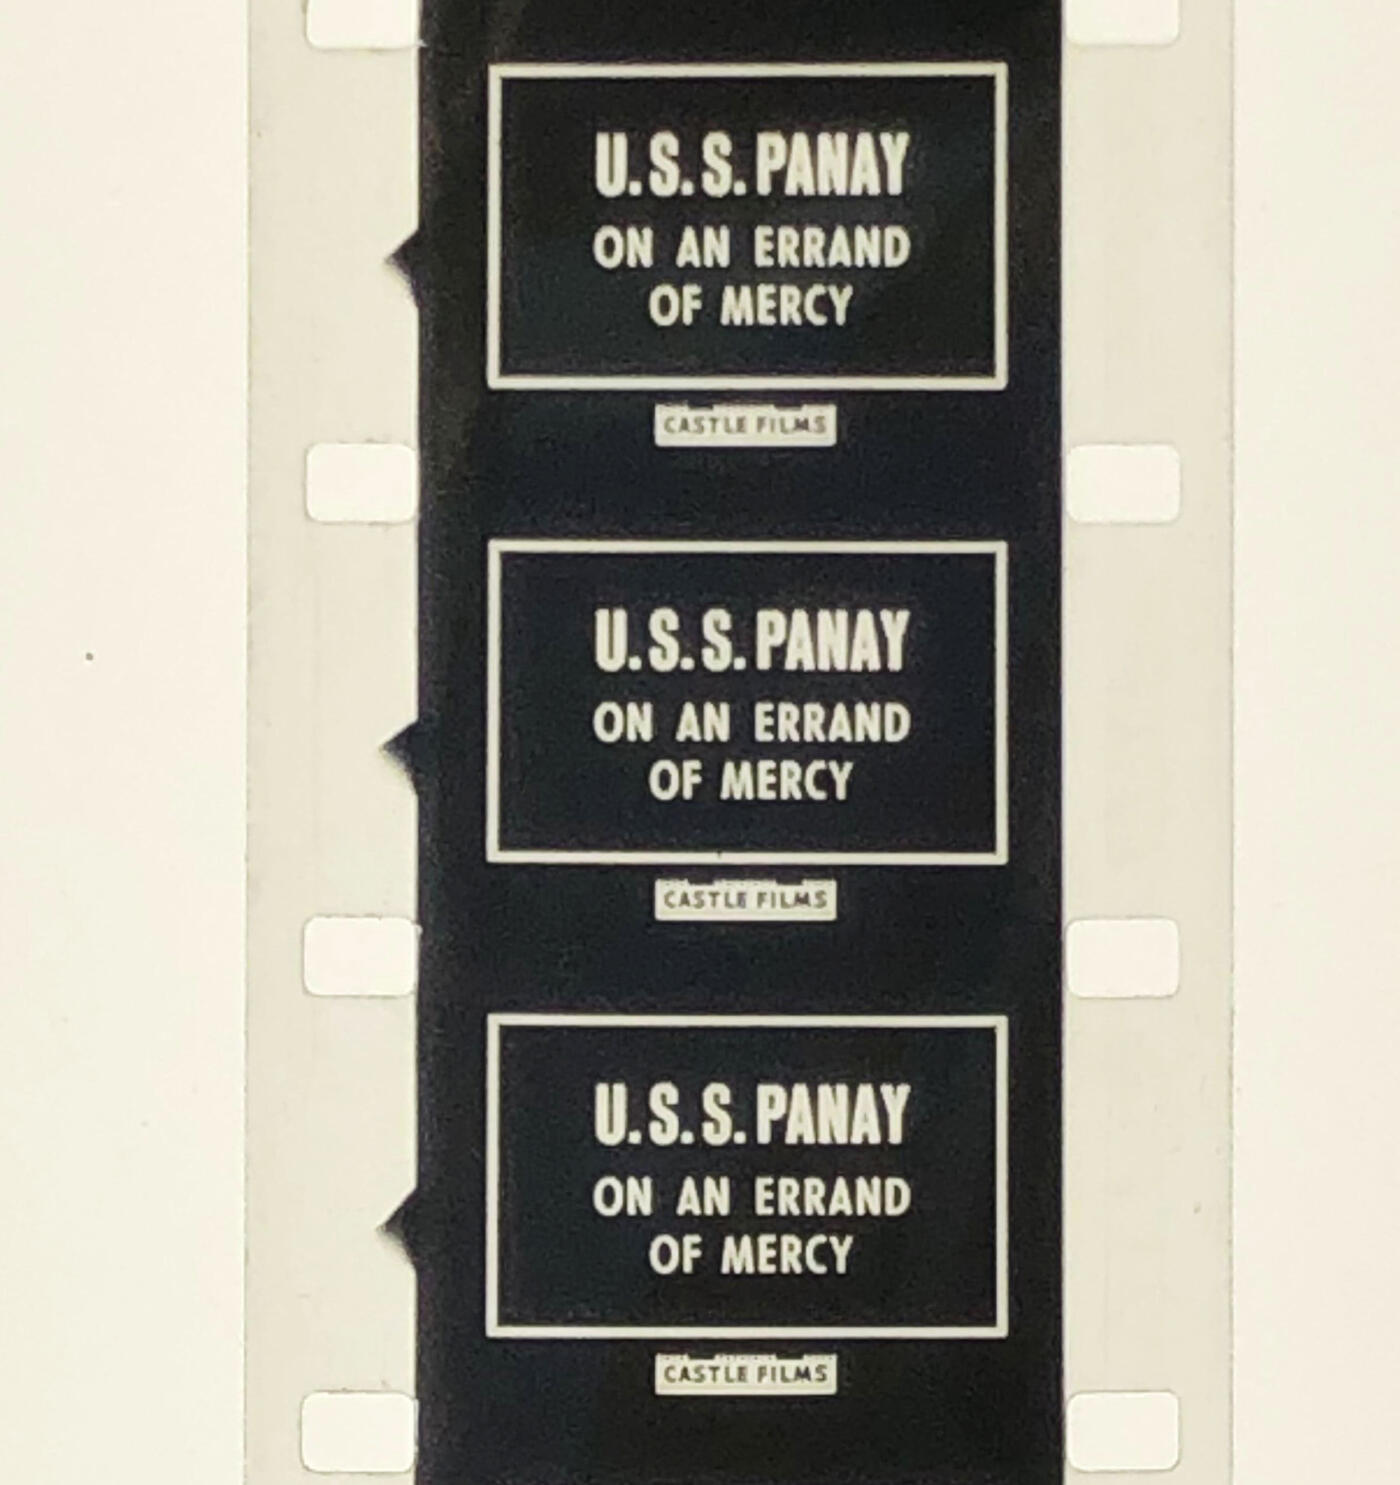 U.S.S. PANAY
ON AN ERRAND
OF MERCY
CASTLE FILMS
U.S.S. PANAY
ON AN ERRAND
OF MERCY
CASTLE FILMS
U.S.S. PANAY
ON AN ERRAND
OF MERCY
CASTLE FILMS